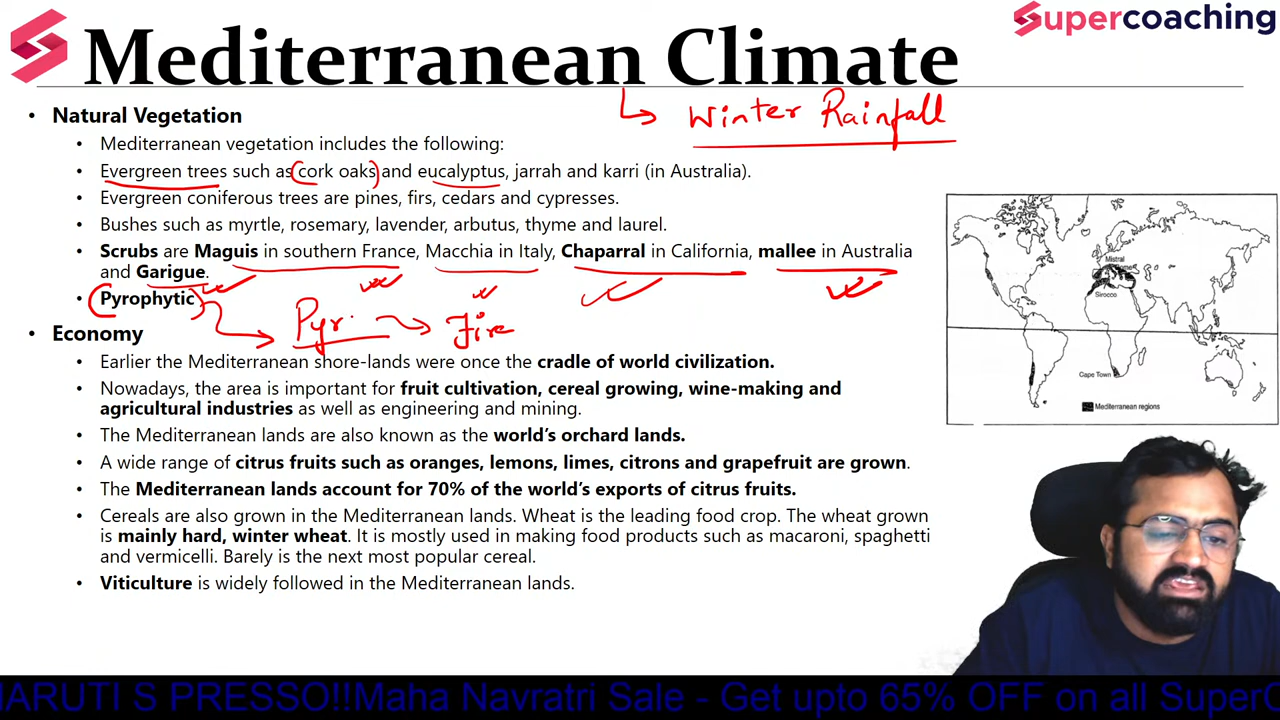 Supercoaching
Mediterranean Climate
Winter Rainfall
• Natural Vegetation
• Mediterranean vegetation includes the following:
• Evergreen trees such as cork oaks and eucalyptus, jarrah and karri (in Australia).
• Evergreen coniferous trees are pines, firs, cedars and cypresses.
• Bushes such as myrtle, rosemary, lavender, arbutus, thyme and laurel.
• Scrubs are Maguis in southern France, Macchia in Italy, Chaparral in California, mallee in Australia
and Garigue.
• Pyrophytic
Pyr. Fire
• Economy
• Earlier the Mediterranean shore-lands were once the cradle of world civilization.
• Nowadays, the area is important for fruit cultivation, cereal growing, wine-making and
agricultural industries as well as engineering and mining.
• The Mediterranean lands are also known as the world's orchard lands.
• A wide range of citrus fruits such as oranges, lemons, limes, citrons and grapefruit are grown.
• The Mediterranean lands account for 70% of the world's exports of citrus fruits.
• Cereals are also grown in the Mediterranean lands. Wheat is the leading food crop. The wheat grown
is mainly hard, winter wheat. It is mostly used in making food products such as macaroni, spaghetti
and vermicelli. Barely is the next most popular cereal.
• Viticulture is widely followed in the Mediterranean lands.
Mistral
Sirocco
Cape Town
Mediterranean regions
ARUTI S PRESSO!!Maha Navratri Sale - Get upto 65% OFF on all SuperC